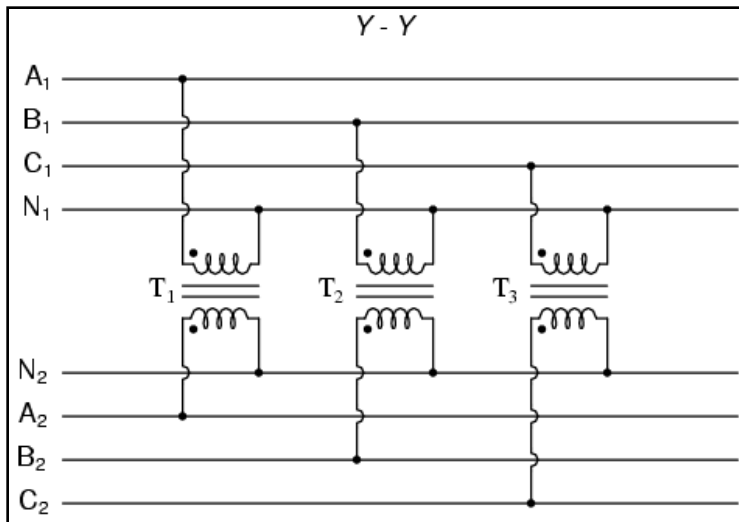 Y - Y
A₁
B₁
C₁
N₁
T₁ T₂ T₃
N₂
A₂
B₂
C₂